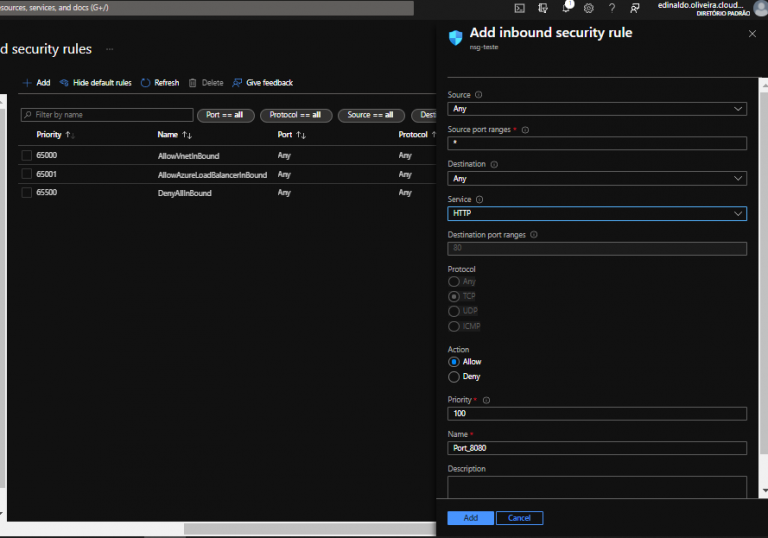 esources, services, and docs (G+/)
1
edinaldo.oliveira.cloud...
DIRETÓRIO PADRÃO
d security rules ...
Add Hide default rules Refresh Delete Give feedback
Filter by name Port == all Protocol == all Source == all Dest
Priority Name Port Protocol
65000 AllowVnetInBound Any Any
65001 AllowAzureLoadBalancerInBound Any Any
65500 DenyAllInBound Any Any
Add inbound security rule
nsg-teste
Source
Any
Source port ranges *
*
Destination
Any
Service
HTTP
Destination port ranges
80
Protocol
Any
TCP
UDP
ICMP
Action
Allow
Deny
Priority *
100
Name *
Port_8080
Description
Add Cancel